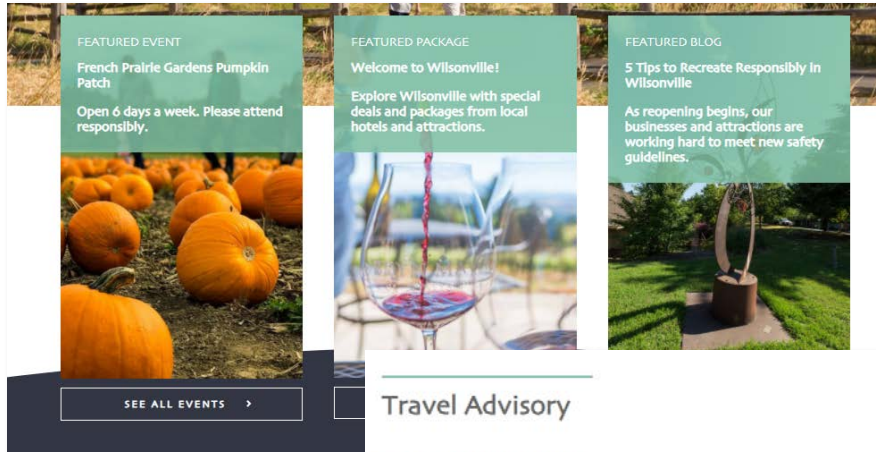 FEATURED EVENT
French Prairie Gardens Pumpkin
Patch
Open 6 days a week. Please attend
responsibly.
SEE ALL EVENTS
FEATURED PACKAGE
Welcome to Wilsonville!
Explore Wilsonville with special
deals and packages from local
hotels and attractions.
FEATURED BLOG
5 Tips to Recreate Responsibly in
Wilsonville
As reopening begins, our
businesses and attractions are
working hard to meet new safety
guidelines.
Travel Advisory